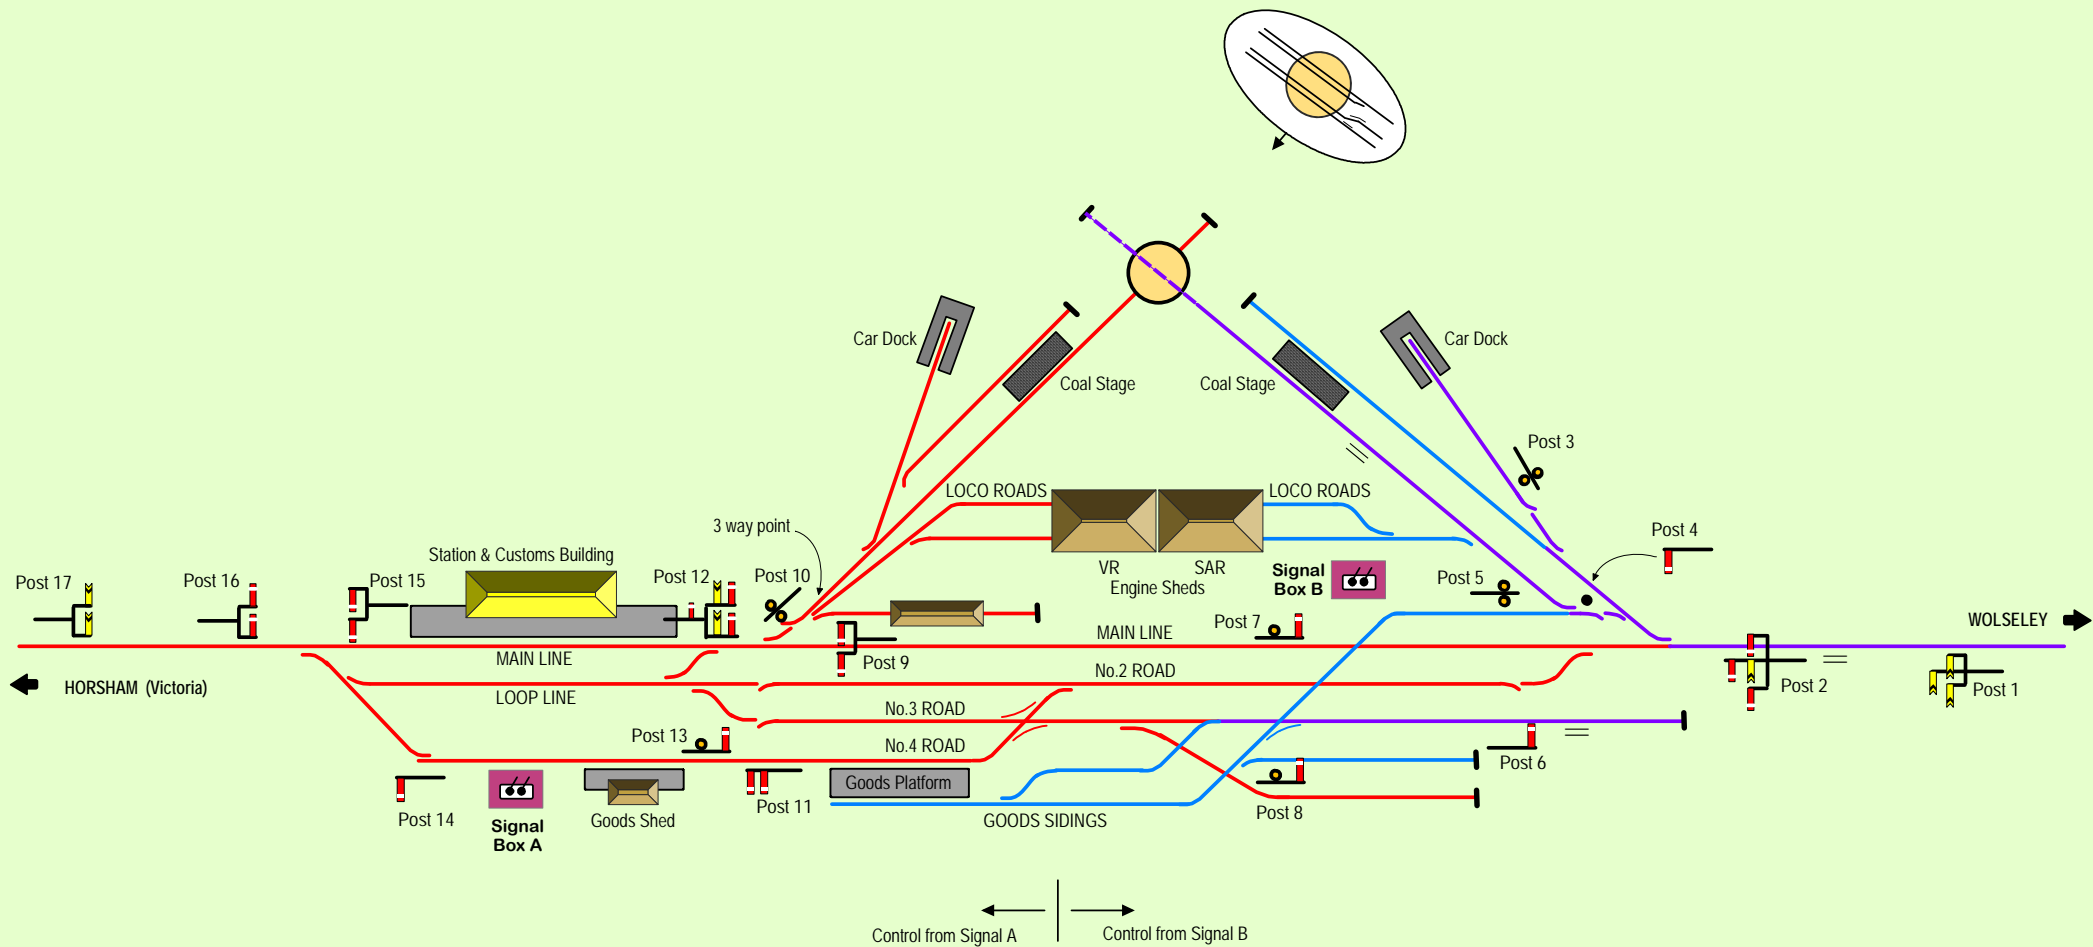 Car Dock
Coal Stage
Coal Stage
Car Dock
Post 3
LOCO ROADS
LOCO ROADS
3 way point
Post 4
Station & Customs Building
VR
SAR
Engine Sheds
Signal
Box B
Post 17
Post 16
Post 15
Post 12
Post 10
Post 5
Post 7
WOLSELEY
MAIN LINE
MAIN LINE
Post 9
No.2 ROAD
HORSHAM (Victoria)
LOOP LINE
Post 2
Post 1
No.3 ROAD
Post 13
No.4 ROAD
Post 6
Goods Platform
Post 14
Signal
Box A
Goods Shed
Post 11
GOODS SIDINGS
Post 8
Control from Signal A
Control from Signal B